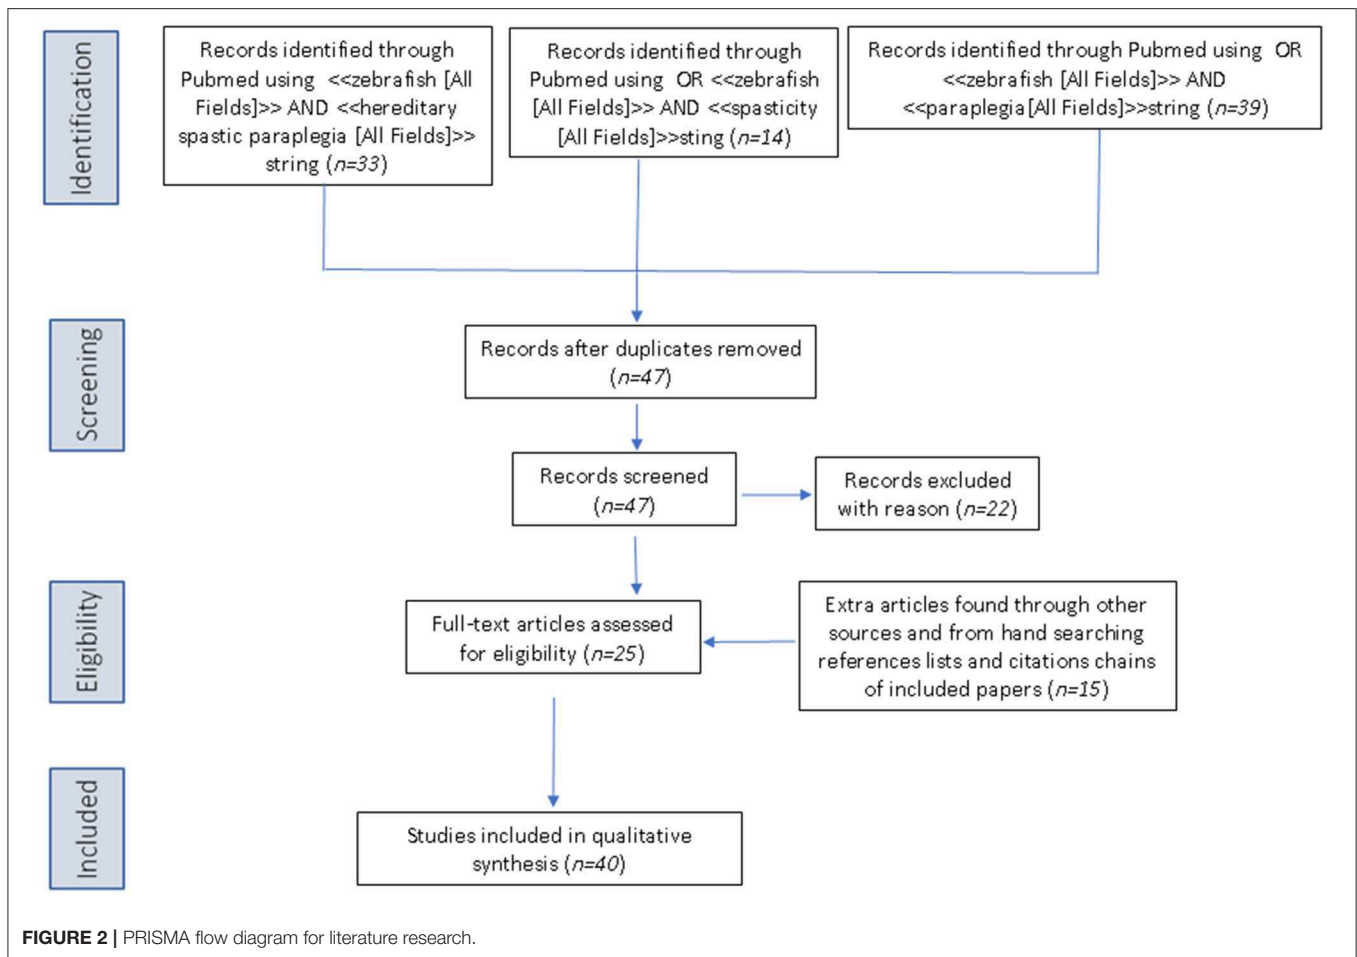 Identification
Records identified through
Pubmed using <<zebrafish [All
Fields]>> AND <<hereditary
spastic paraplegia [All Fields]>>
string (n=33)
Records identified through
Pubmed using OR <<zebrafish
[All Fields]>> AND <<spasticity
[All Fields]>>sting (n=14)
Records identified through Pubmed using OR
<<zebrafish [All Fields]>> AND
<<paraplegia[All Fields]>>string (n=39)
Screening
Records after duplicates removed
(n=47)
Records screened
(n=47)
Records excluded
with reason (n=22)
Eligibility
Full-text articles assessed
for eligibility (n=25)
Extra articles found through other
sources and from hand searching
references lists and citations chains
of included papers (n=15)
Included
Studies included in qualitative
synthesis (n=40)
FIGURE 2 | PRISMA flow diagram for literature research.